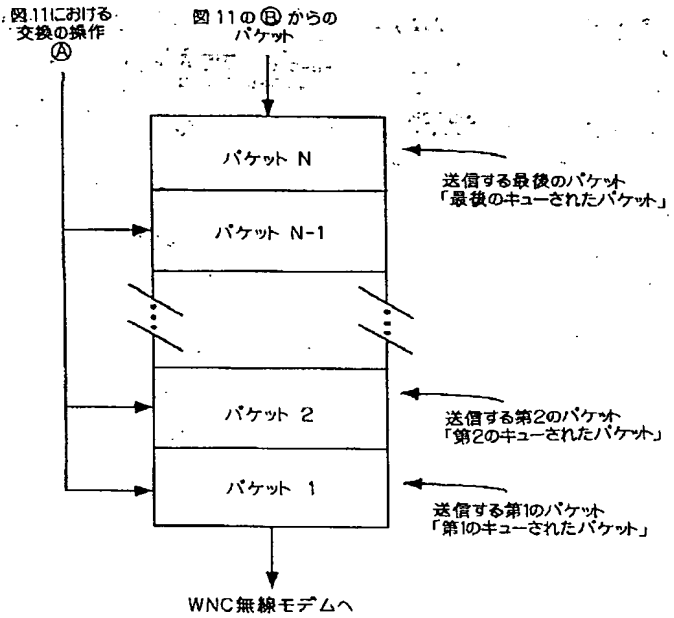 図11における
交換の操作
Ⓐ
図11の Ⓑ からの
パケット
パケット N
送信する最後のパケット
「最後のキューされたパケット」
パケット N-1
パケット 2
送信する第2のパケット
「第2のキューされたパケット」
パケット 1
送信する第1のパケット
「第1のキューされたパケット」
WNC無線モデムへ